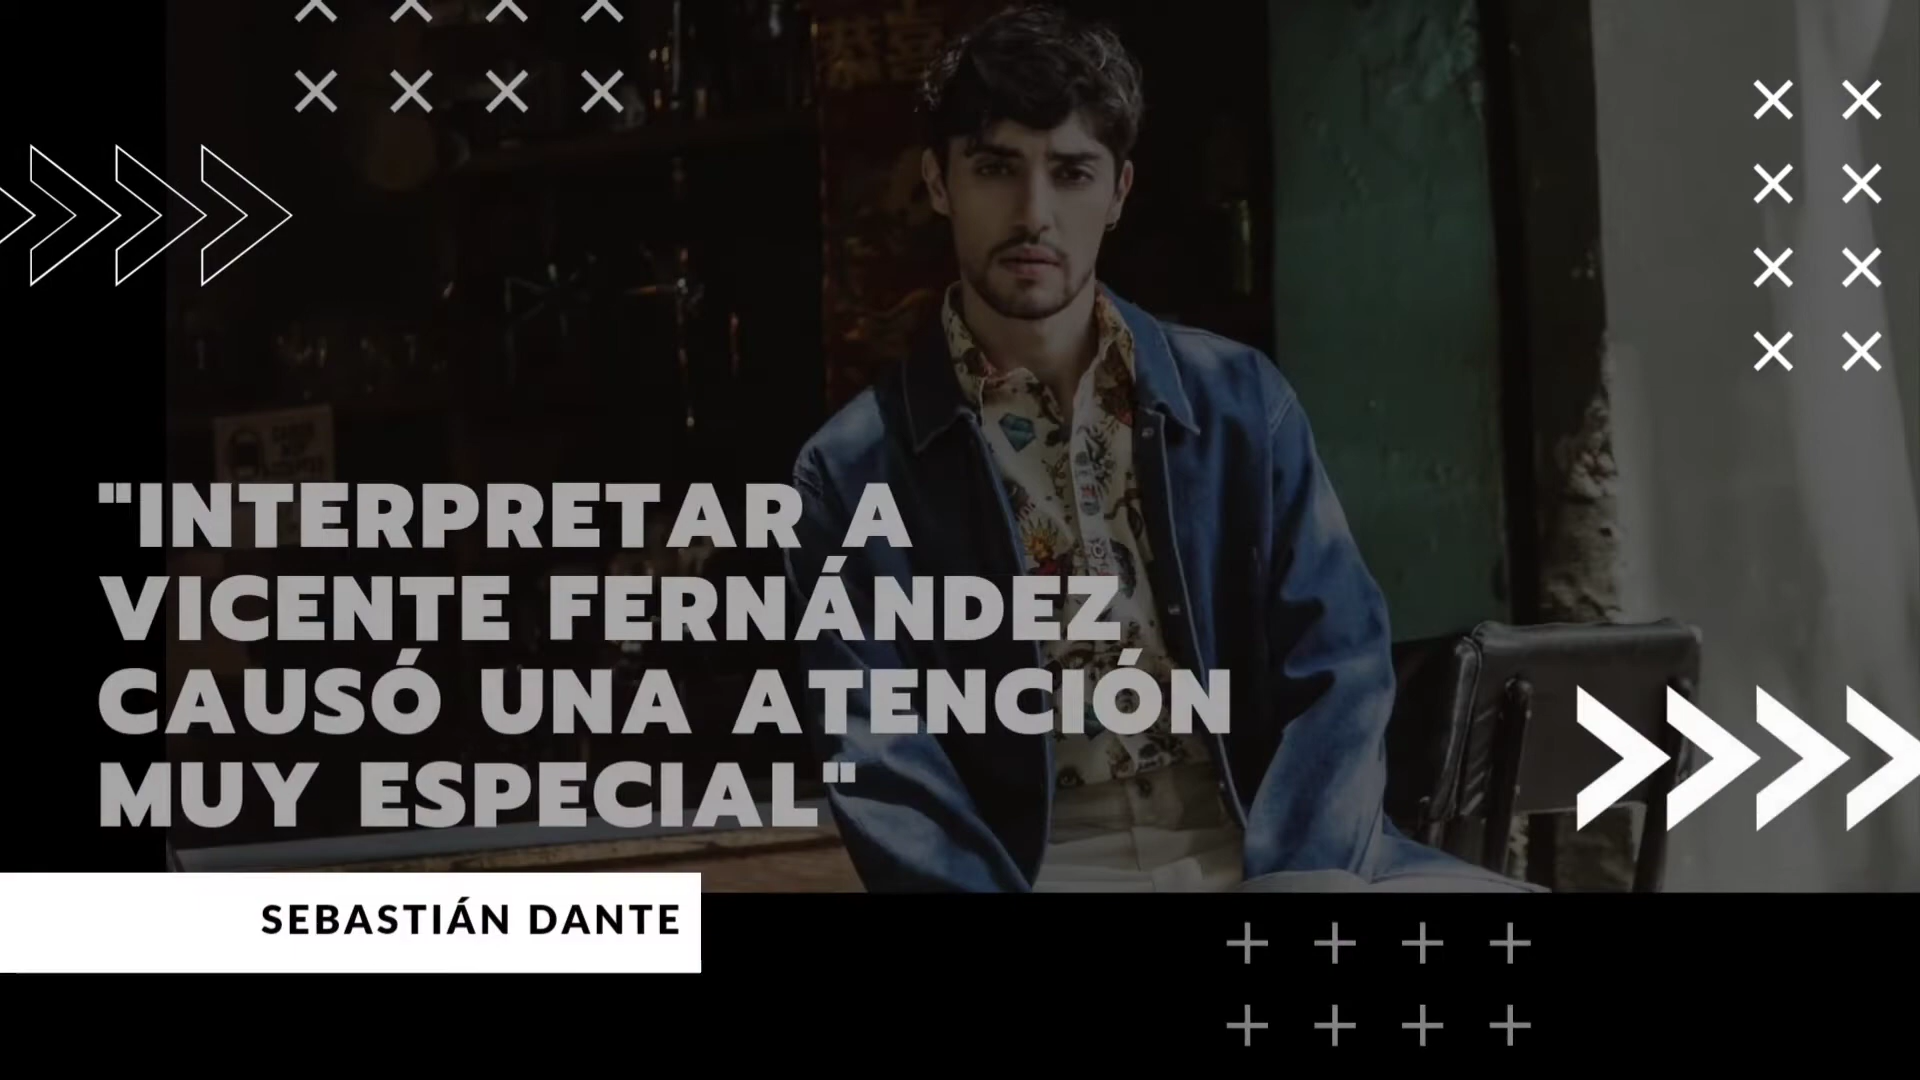 "INTERPRETAR A
VICENTE FERNÁNDEZ
CAUSÓ UNA ATENCIÓN
MUY ESPECIAL"
SEBASTIÁN DANTE